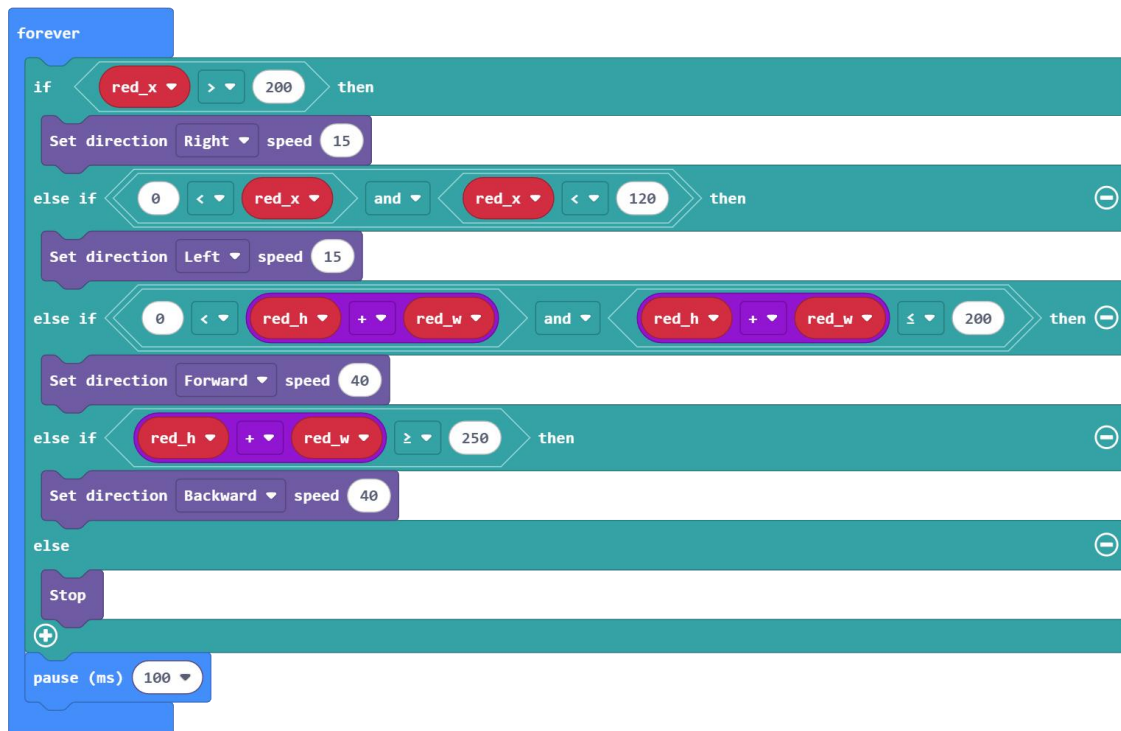 forever
if red_x > 200 then
Set direction Right speed 15
else if 0 < red_x and red_x < 120 then
Set direction Left speed 15
else if 0 < red_h + red_w and red_h + red_w ≤ 200 then
Set direction Forward speed 40
else if red_h + red_w ≥ 250 then
Set direction Backward speed 40
else
Stop
pause (ms) 100